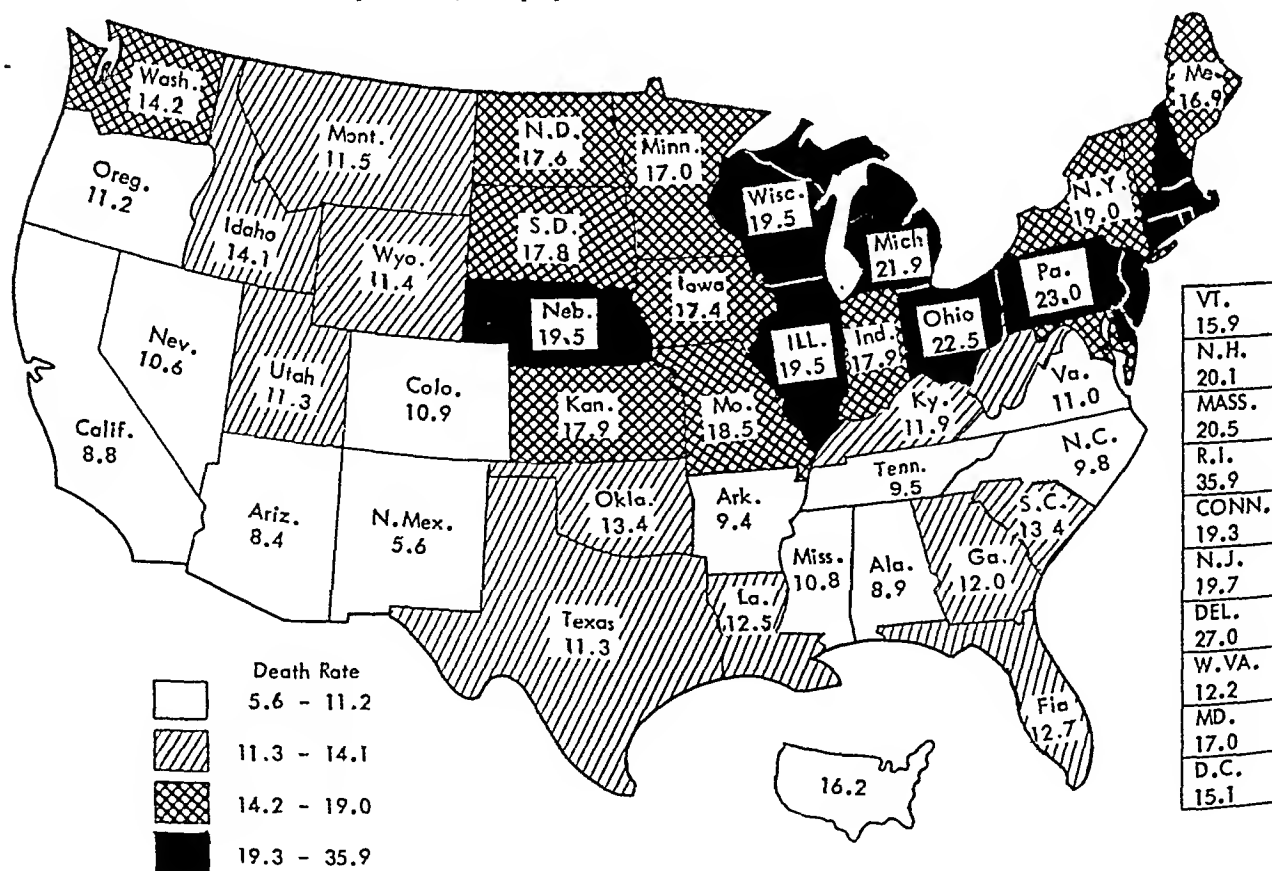 Wash.
14.2
Oreg.
11.2
Calif.
8.8
Nev.
10.6
Idaho
14.1
Mont.
11.5
Wyo.
11.4
Utah
11.3
Colo.
10.9
Ariz.
8.4
N.Mex.
5.6
N.D.
17.6
S.D.
17.8
Neb.
19.5
Kan.
17.9
Okla.
13.4
Texas
11.3
Minn.
17.0
Iowa
17.4
Mo.
18.5
Ark.
9.4
La.
12.5
Wisc.
19.5
ILL.
19.5
Mich
21.9
Ind.
17.9
Ohio
22.5
Ky.
11.9
Tenn.
9.5
Miss.
10.8
Ala.
8.9
Ga.
12.0
Fla
12.7
S.C.
13.4
N.C.
9.8
Va.
11.0
Pa.
23.0
N.Y.
19.0
Me.
16.9
VT.
15.9
N.H.
20.1
MASS.
20.5
R.I.
35.9
CONN.
19.3
N.J.
19.7
DEL.
27.0
W.VA.
12.2
MD.
17.0
D.C.
15.1
Death Rate
5.6 - 11.2
11.3 - 14.1
14.2 - 19.0
19.3 - 35.9
16.2